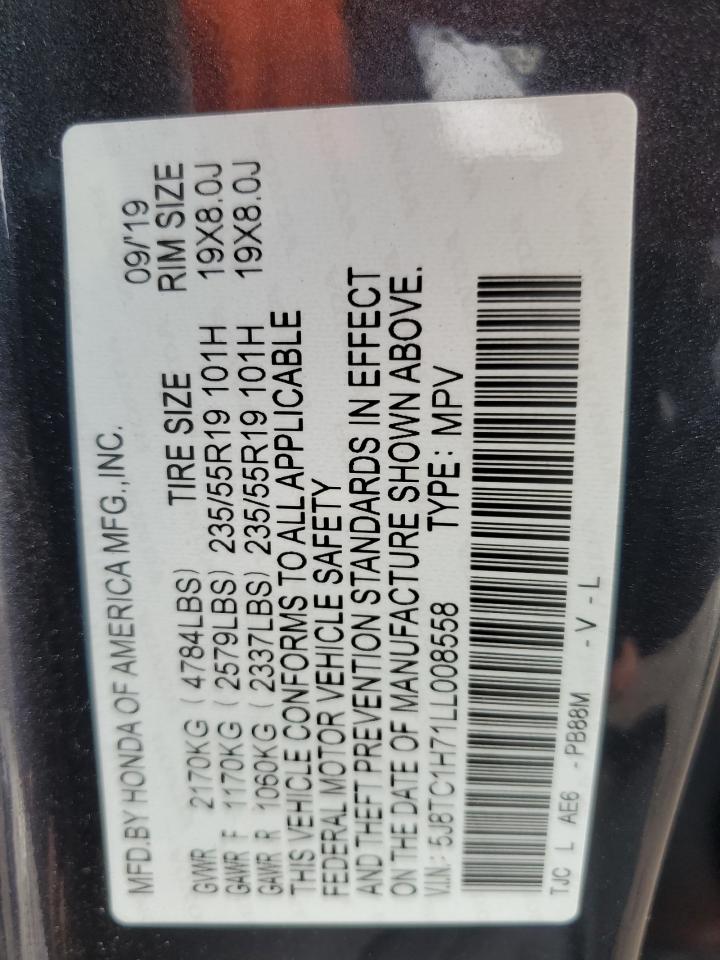 MFD.BY HONDA OF AMERICA MFG.,INC. 09/'19
GVWR 2170KG (4784LBS) TIRE SIZE RIM SIZE
GAWR F 1170KG (2579LBS) 235/55R19 101H 19X8.0J
GAWR R 1060KG (2337LBS) 235/55R19 101H 19X8.0J
THIS VEHICLE CONFORMS TO ALL APPLICABLE
FEDERAL MOTOR VEHICLE SAFETY
AND THEFT PREVENTION STANDARDS IN EFFECT
ON THE DATE OF MANUFACTURE SHOWN ABOVE.
V.I.N.: 5J8TC1H71LL008558 TYPE: MPV
TJC L AE6 - PB88M - V - L